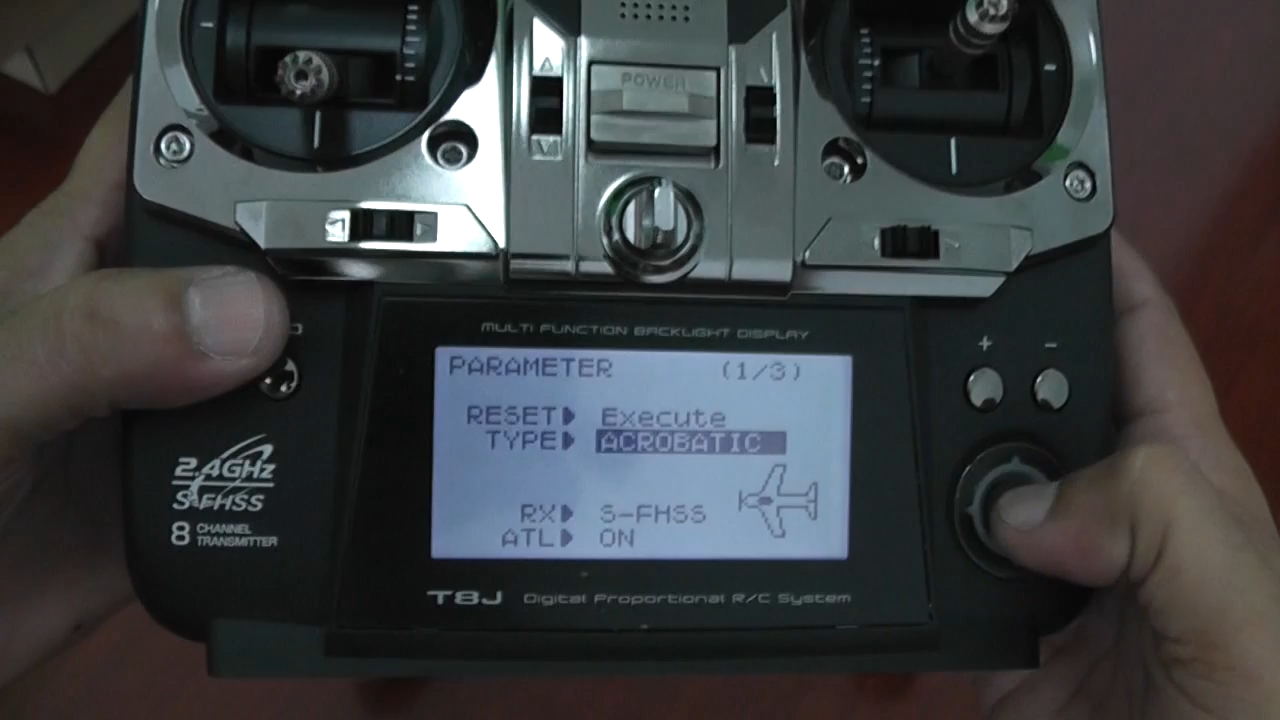 POWER
MULTI FUNCTION BACKLIGHT DISPLAY
PARAMETER (1/3)
RESET▶ Execute
TYPE▶ ACROBATIC
RX▶ S-FHSS
ATL▶ ON
+ −
2.4GHz
S-FHSS
8 CHANNEL
TRANSMITTER
T8J Digital Proportional R/C System